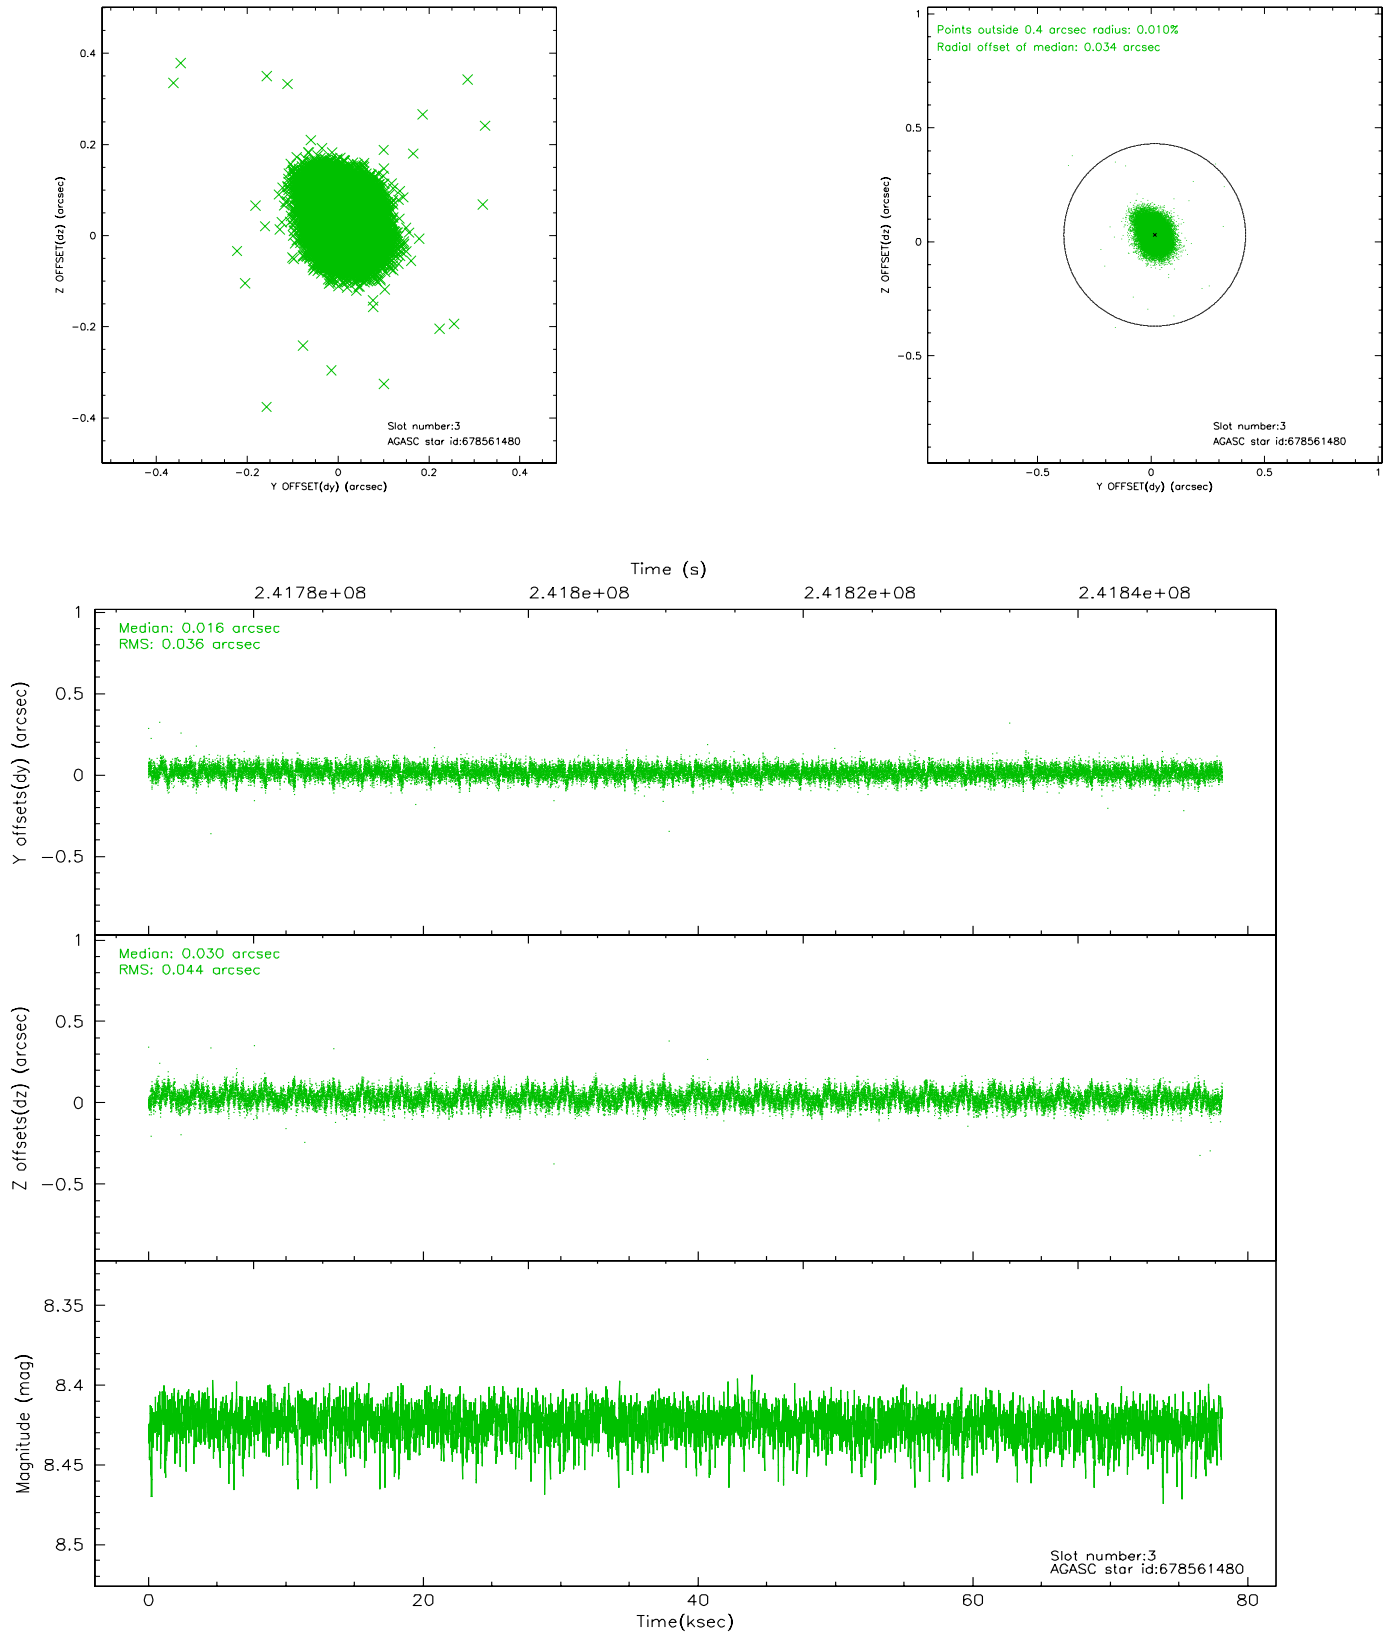 0.4
0.2
0
−0.2
−0.4
−0.4
−0.2
0
0.2
0.4
Z OFFSET(dz) (arcsec)
Y OFFSET(dy) (arcsec)
Slot number:3
AGASC star id:678561480
Points outside 0.4 arcsec radius: 0.010%
Radial offset of median: 0.034 arcsec
1
0.5
0
−0.5
−0.5
0
0.5
1
Z OFFSET(dz) (arcsec)
Y OFFSET(dy) (arcsec)
Slot number:3
AGASC star id:678561480
Time (s)
2.4178e+08
2.418e+08
2.4182e+08
2.4184e+08
Median: 0.016 arcsec
RMS: 0.036 arcsec
1
0.5
0
−0.5
Y offsets(dy) (arcsec)
Median: 0.030 arcsec
RMS: 0.044 arcsec
1
0.5
0
−0.5
Z offsets(dz) (arcsec)
8.35
8.4
8.45
8.5
Magnitude (mag)
Slot number:3
AGASC star id:678561480
0
20
40
60
80
Time(ksec)